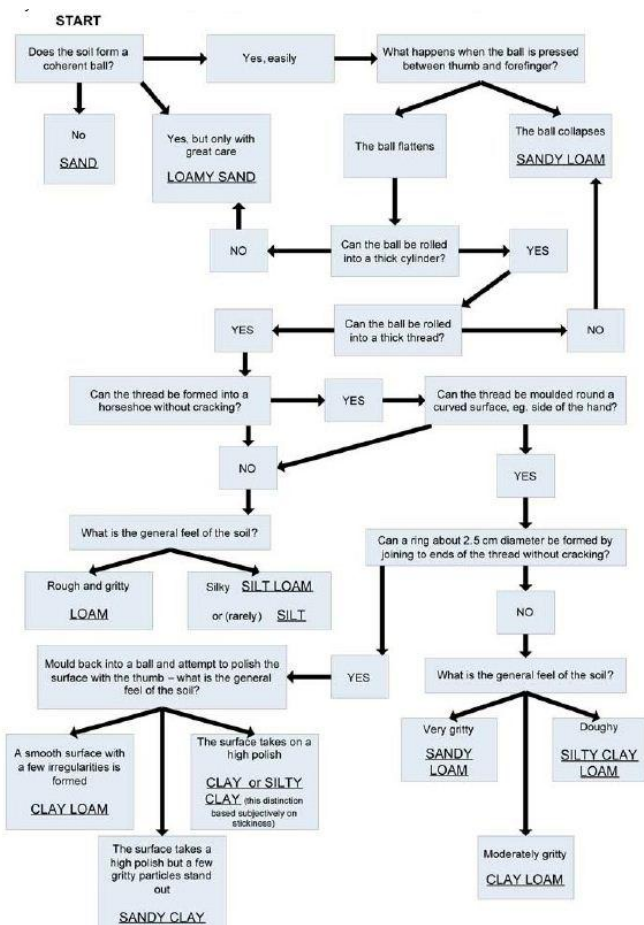 START
Does the soil form a
coherent ball?
Yes, easily
What happens when the ball is pressed
between thumb and forefinger?
No
SAND
Yes, but only with
great care
LOAMY SAND
The ball flattens
The ball collapses
SANDY LOAM
NO
Can the ball be rolled
into a thick cylinder?
YES
YES
Can the ball be rolled
into a thick thread?
NO
Can the thread be formed into a
horseshoe without cracking?
YES
Can the thread be moulded round a
curved surface, eg. side of the hand?
NO
YES
What is the general feel of the soil?
Can a ring about 2.5 cm diameter be formed by
joining to ends of the thread without cracking?
Rough and gritty
LOAM
Silky SILT LOAM
or (rarely) SILT
NO
Mould back into a ball and attempt to polish the
surface with the thumb – what is the general
feel of the soil?
YES
What is the general feel of the soil?
A smooth surface with
a few irregularities is
formed
CLAY LOAM
The surface takes on a
high polish
CLAY or SILTY
CLAY (this distinction
based subjectively on
stickiness)
Very gritty
SANDY
LOAM
Doughy
SILTY CLAY
LOAM
The surface takes a
high polish but a few
gritty particles stand
out
SANDY CLAY
Moderately gritty
CLAY LOAM